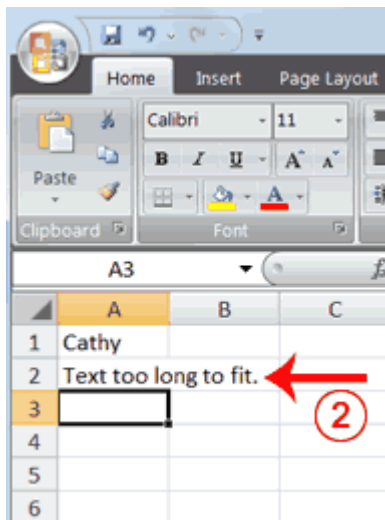 Home Insert Page Layout
Calibri 11
B I U A A
Paste A
Clipboard Font
A3
A B C
1 Cathy
2 Text too long to fit.
3 2
4
5
6